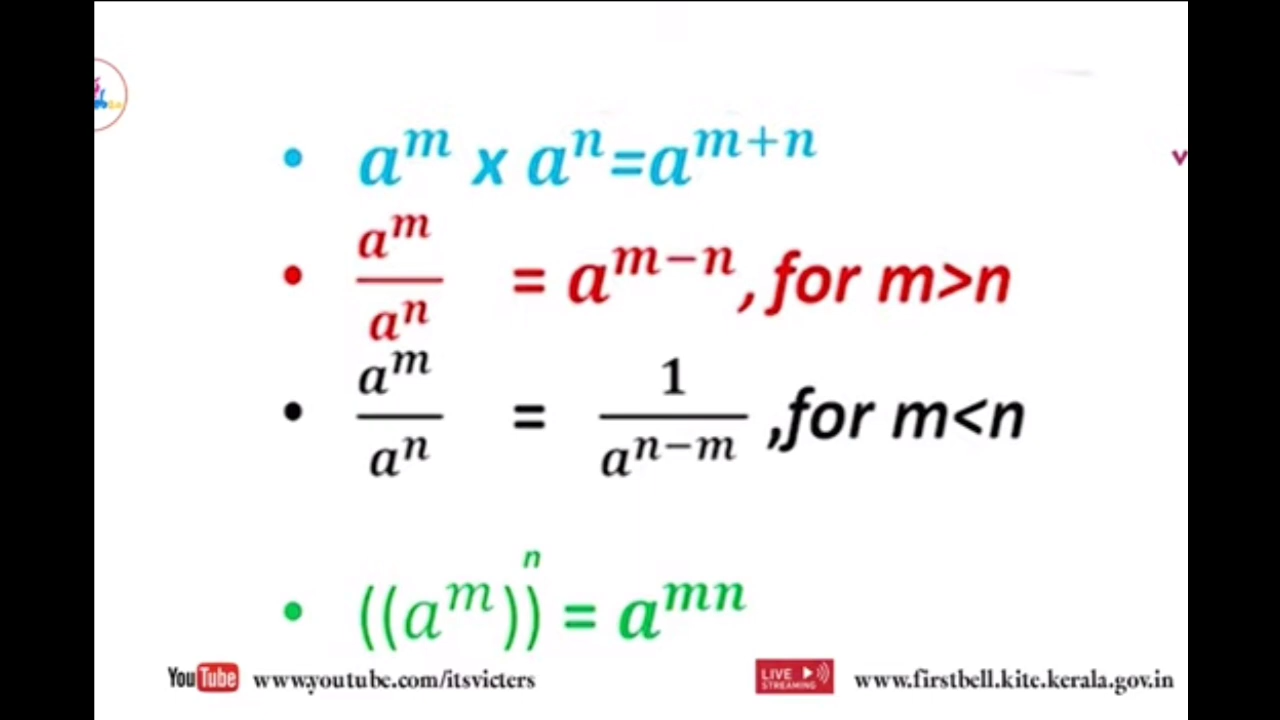 • a^m x a^n=a^{m+n}
• a^m/a^n = a^{m−n}, for m>n
• a^m/a^n = 1/a^{n−m} ,for m<n
• ((a^m))^n = a^{mn}
YouTube www.youtube.com/itsvicters
LIVE STREAMING www.firstbell.kite.kerala.gov.in